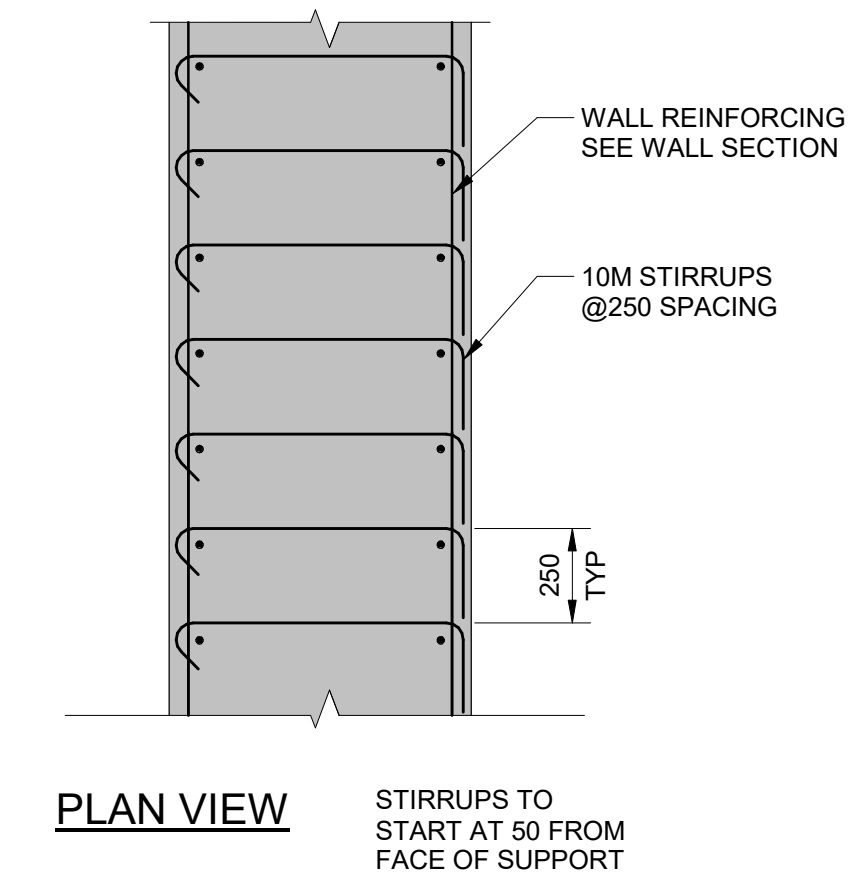 WALL REINFORCING
SEE WALL SECTION
10M STIRRUPS
@250 SPACING
250
TYP
PLAN VIEW
STIRRUPS TO
START AT 50 FROM
FACE OF SUPPORT